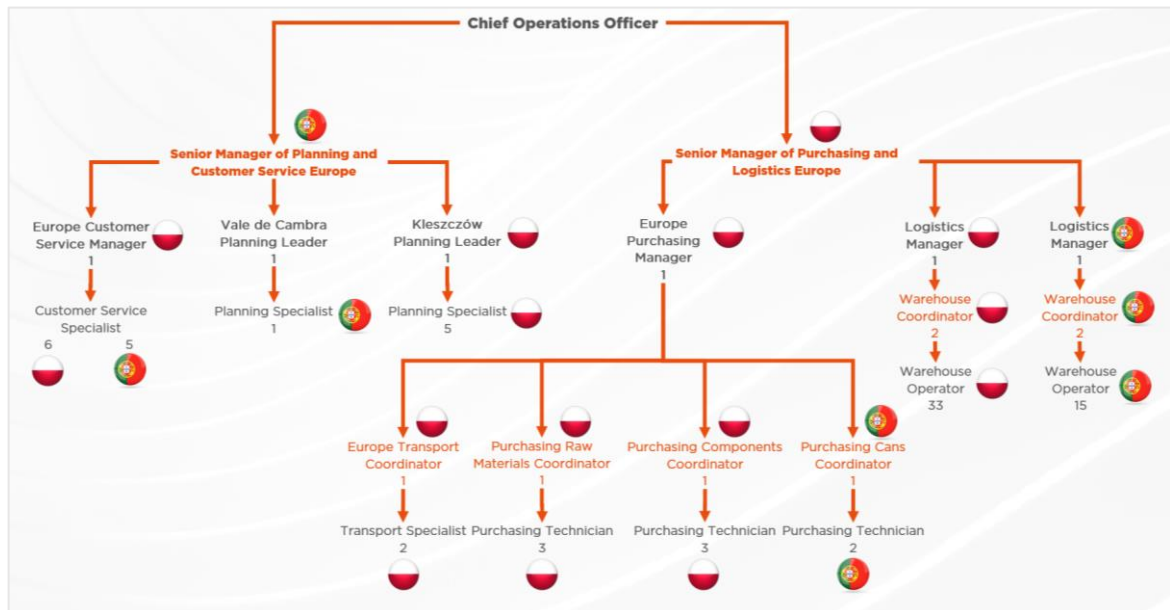 Chief Operations Officer
Senior Manager of Planning and
Customer Service Europe
Senior Manager of Purchasing and
Logistics Europe
Europe Customer
Service Manager
1
Vale de Cambra
Planning Leader
1
Kleszczów
Planning Leader
1
Europe
Purchasing
Manager
1
Logistics
Manager
1
Logistics
Manager
1
Customer Service
Specialist
6 5
Planning Specialist
1
Planning Specialist
5
Warehouse
Coordinator
2
Warehouse
Coordinator
2
Warehouse
Operator
33
Warehouse
Operator
15
Europe Transport
Coordinator
1
Purchasing Raw
Materials Coordinator
1
Purchasing Components
Coordinator
1
Purchasing Cans
Coordinator
1
Transport Specialist
2
Purchasing Technician
3
Purchasing Technician
3
Purchasing Technician
2